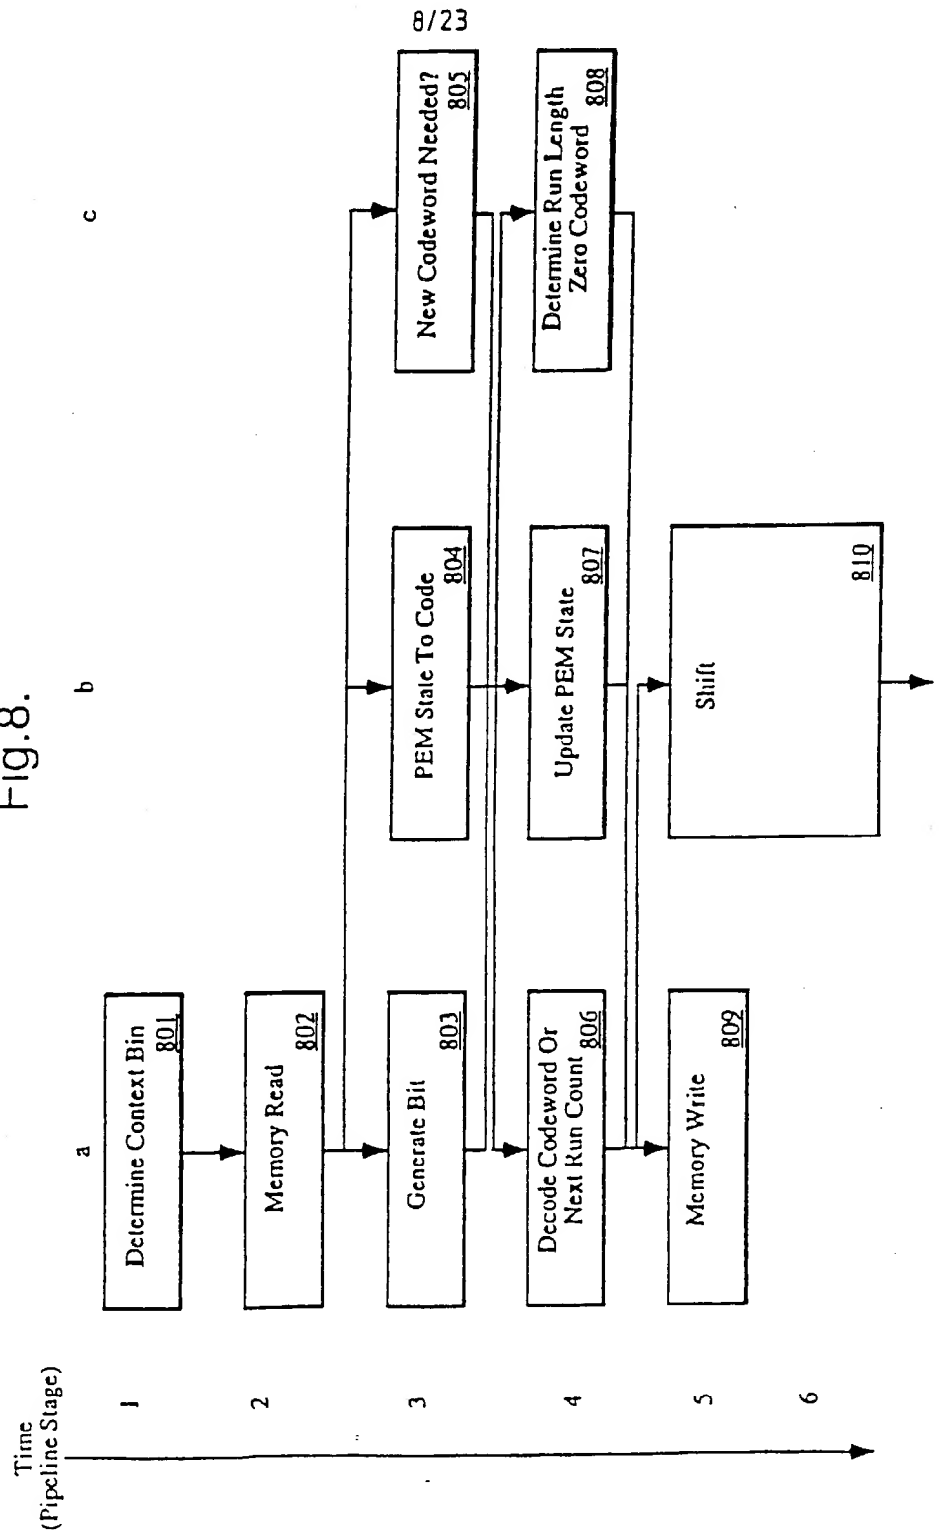 8/23
Fig.8.
Time
(Pipeline Stage)
a
b
c
1
Determine Context Bin
801
2
Memory Read
802
3
Generate Bit
803
PEM State To Code
804
New Codeword Needed?
805
4
Decode Codeword Or
Next Run Count
806
Update PEM State
807
Determine Run Length
Zero Codeword
808
5
Memory Write
809
Shift
810
6